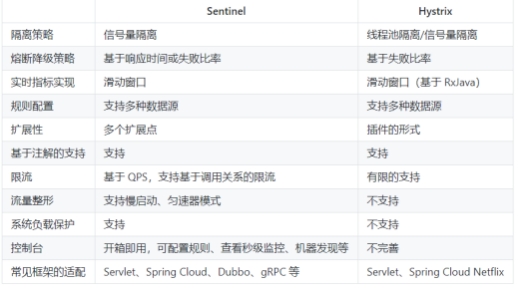 Sentinel Hystrix
隔离策略 信号量隔离 线程池隔离/信号量隔离
熔断降级策略 基于响应时间或失败比率 基于失败比率
实时指标实现 滑动窗口 滑动窗口（基于 RxJava）
规则配置 支持多种数据源 支持多种数据源
扩展性 多个扩展点 插件的形式
基于注解的支持 支持 支持
限流 基于 QPS，支持基于调用关系的限流 有限的支持
流量整形 支持慢启动、匀速器模式 不支持
系统负载保护 支持 不支持
控制台 开箱即用，可配置规则、查看秒级监控、机器发现等 不完善
常见框架的适配 Servlet、Spring Cloud、Dubbo、gRPC 等 Servlet、Spring Cloud Netflix